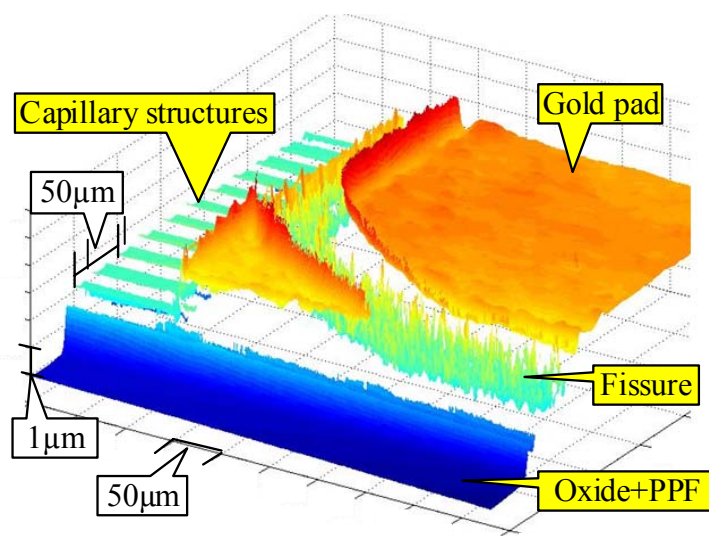 Capillary structures
Gold pad
50µm
Fissure
1µm
50µm
Oxide+PPF